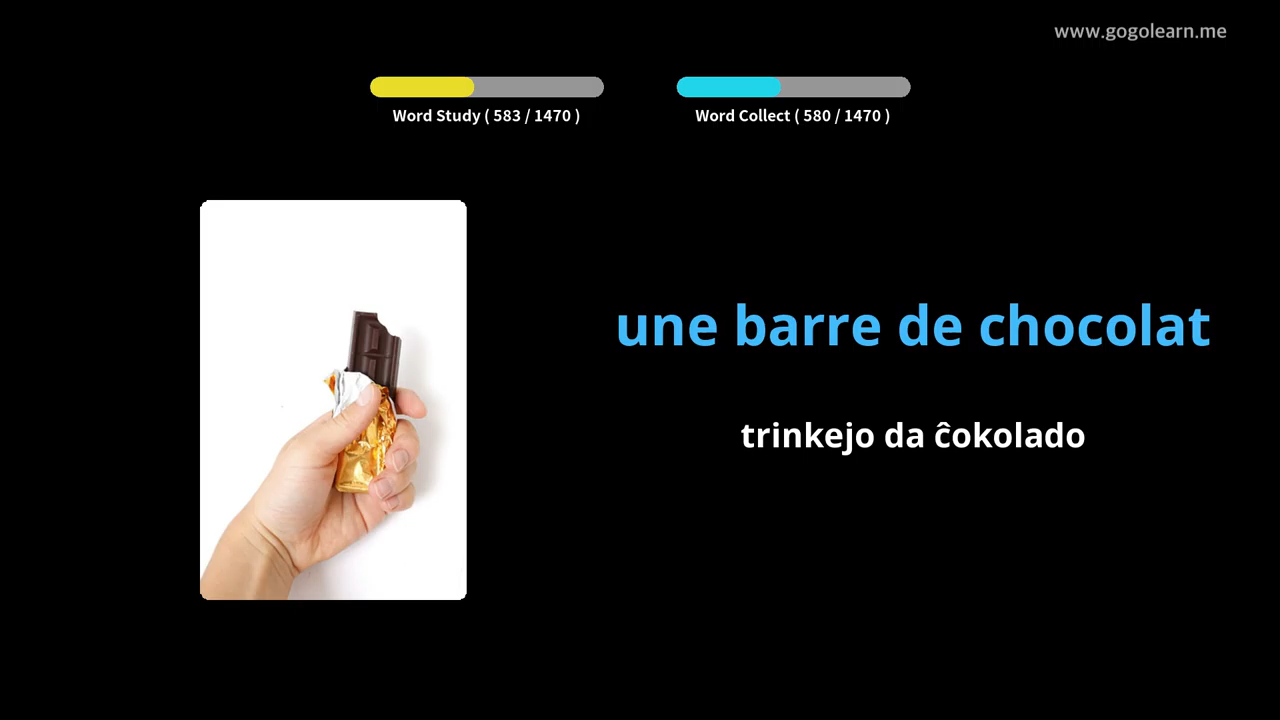 www.gogolearn.me
Word Study ( 583 / 1470 )
Word Collect ( 580 / 1470 )
une barre de chocolat
trinkejo da ĉokolado